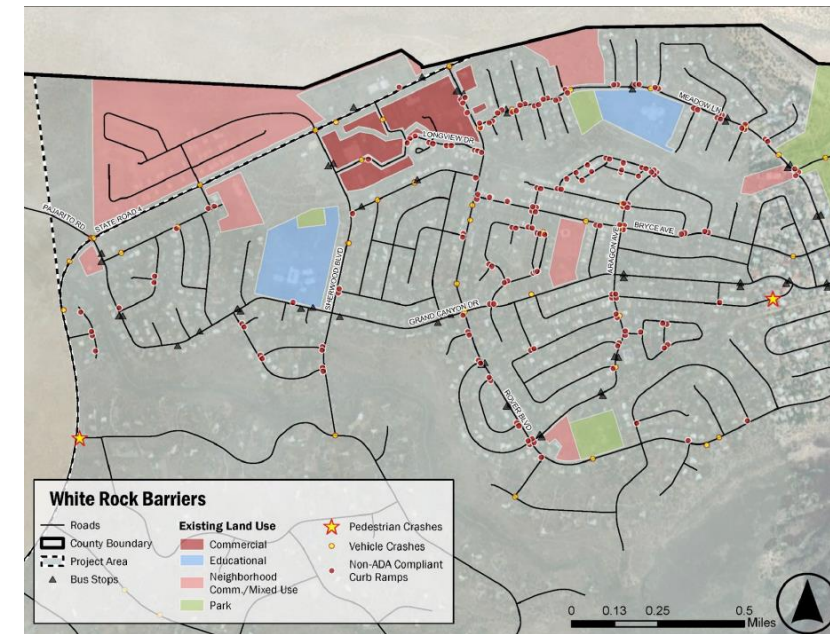 MEADOW LN
LONGVIEW DR
PAJARITO RD
STATE ROAD 4
BRYCE AVE
ARAGON AVE
SHERWOOD BLVD
GRAND CANYON DR
ROVER BLVD
White Rock Barriers
Roads
County Boundary
Project Area
Bus Stops
Existing Land Use
Commercial
Educational
Neighborhood
Comm./Mixed Use
Park
Pedestrian Crashes
Vehicle Crashes
Non-ADA Compliant
Curb Ramps
0 0.13 0.25 0.5
Miles